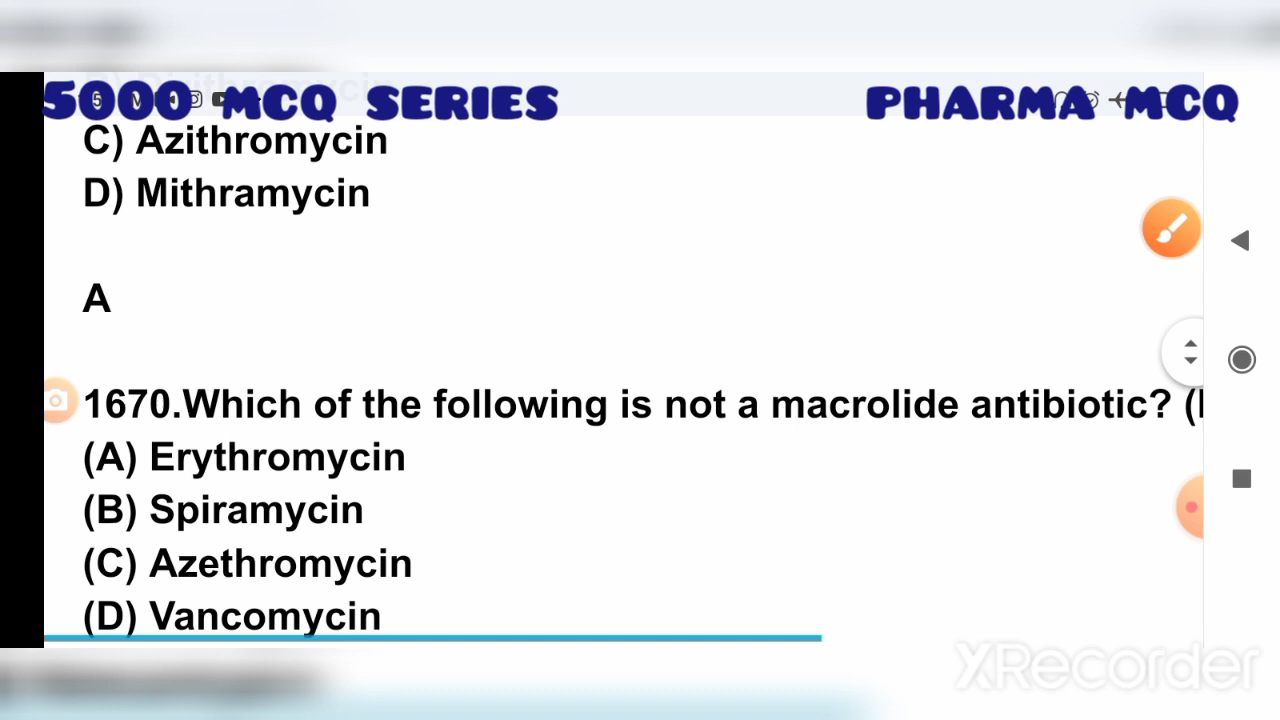 5000 MCQ SERIES PHARMA MCQ
C) Azithromycin
D) Mithramycin
A
1670.Which of the following is not a macrolide antibiotic? (
(A) Erythromycin
(B) Spiramycin
(C) Azethromycin
(D) Vancomycin
XRecorder